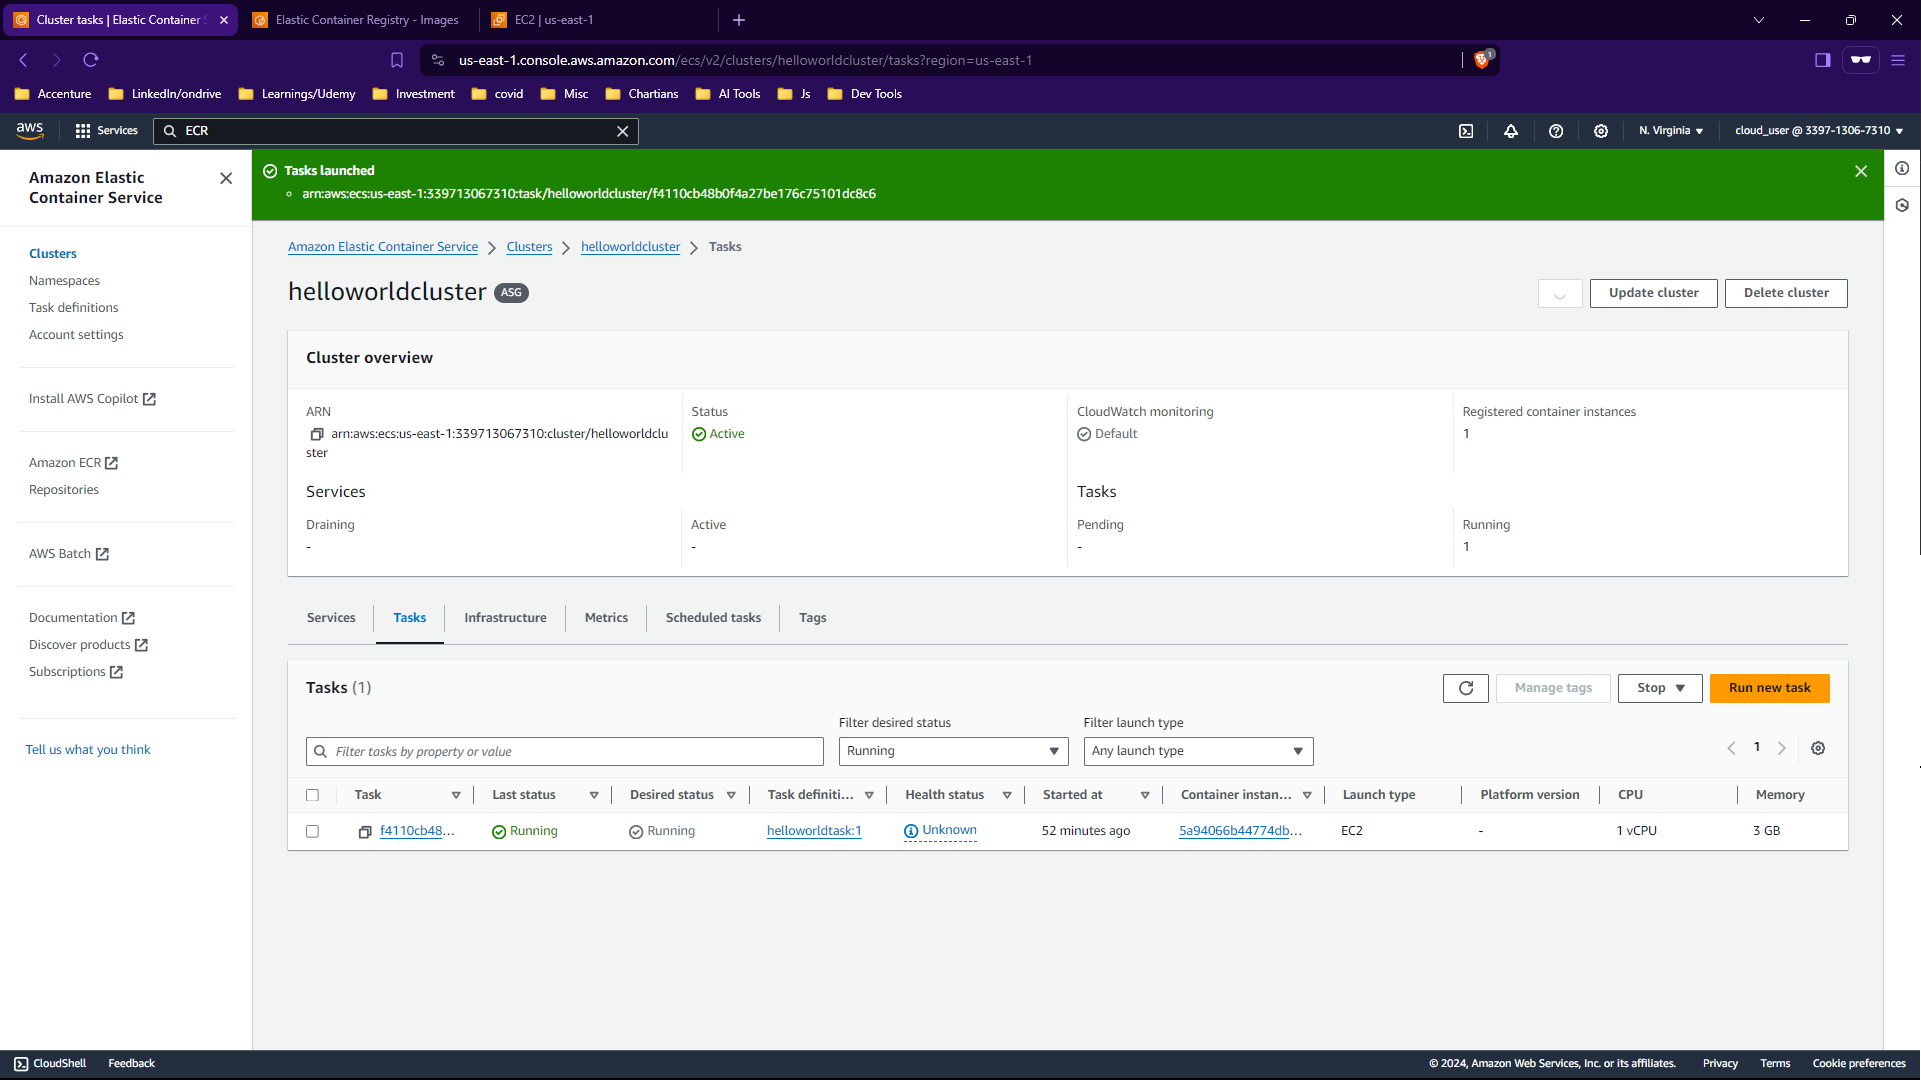 Cluster tasks | Elastic Container S
Elastic Container Registry - Images
EC2 | us-east-1
us-east-1.console.aws.amazon.com/ecs/v2/clusters/helloworldcluster/tasks?region=us-east-1
1
Accenture
LinkedIn/ondrive
Learnings/Udemy
Investment
covid
Misc
Chartians
AI Tools
Js
Dev Tools
aws
Services
ECR
N. Virginia
cloud_user @ 3397-1306-7310
Amazon Elastic
Container Service
Clusters
Namespaces
Task definitions
Account settings
Install AWS Copilot
Amazon ECR
Repositories
AWS Batch
Documentation
Discover products
Subscriptions
Tell us what you think
Tasks launched
arn:aws:ecs:us-east-1:339713067310:task/helloworldcluster/f4110cb48b0f4a27be176c75101dc8c6
Amazon Elastic Container Service
Clusters
helloworldcluster
Tasks
helloworldcluster
ASG
Update cluster
Delete cluster
Cluster overview
ARN
arn:aws:ecs:us-east-1:339713067310:cluster/helloworldclu
ster
Status
Active
CloudWatch monitoring
Default
Registered container instances
1
Services
Tasks
Draining
-
Active
-
Pending
-
Running
1
Services
Tasks
Infrastructure
Metrics
Scheduled tasks
Tags
Tasks (1)
Manage tags
Stop
Run new task
Filter desired status
Filter launch type
Filter tasks by property or value
Running
Any launch type
1
Task
Last status
Desired status
Task definiti...
Health status
Started at
Container instan...
Launch type
Platform version
CPU
Memory
f4110cb48...
Running
Running
helloworldtask:1
Unknown
52 minutes ago
5a94066b44774db...
EC2
-
1 vCPU
3 GB
CloudShell
Feedback
© 2024, Amazon Web Services, Inc. or its affiliates.
Privacy
Terms
Cookie preferences